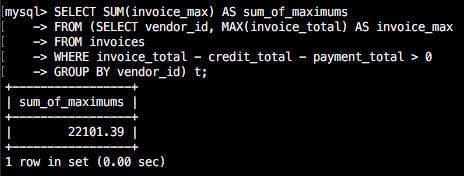 mysql> SELECT SUM(invoice_max) AS sum_of_maximums
    -> FROM (SELECT vendor_id, MAX(invoice_total) AS invoice_max
    -> FROM invoices
    -> WHERE invoice_total - credit_total - payment_total > 0
    -> GROUP BY vendor_id) t;
+-----------------+
| sum_of_maximums |
+-----------------+
|        22101.39 |
+-----------------+
1 row in set (0.00 sec)